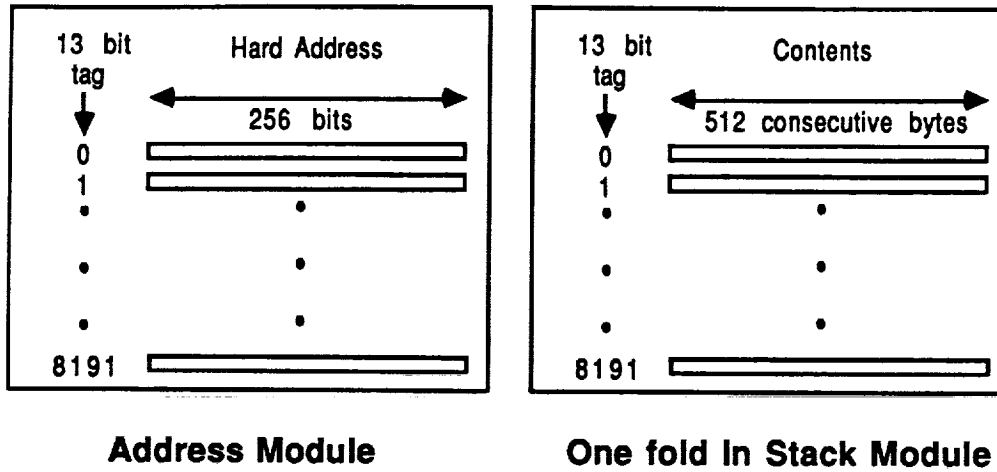 13 bit
tag
Hard Address
256 bits
0
1
8191
Address Module
13 bit
tag
Contents
512 consecutive bytes
0
1
8191
One fold In Stack Module